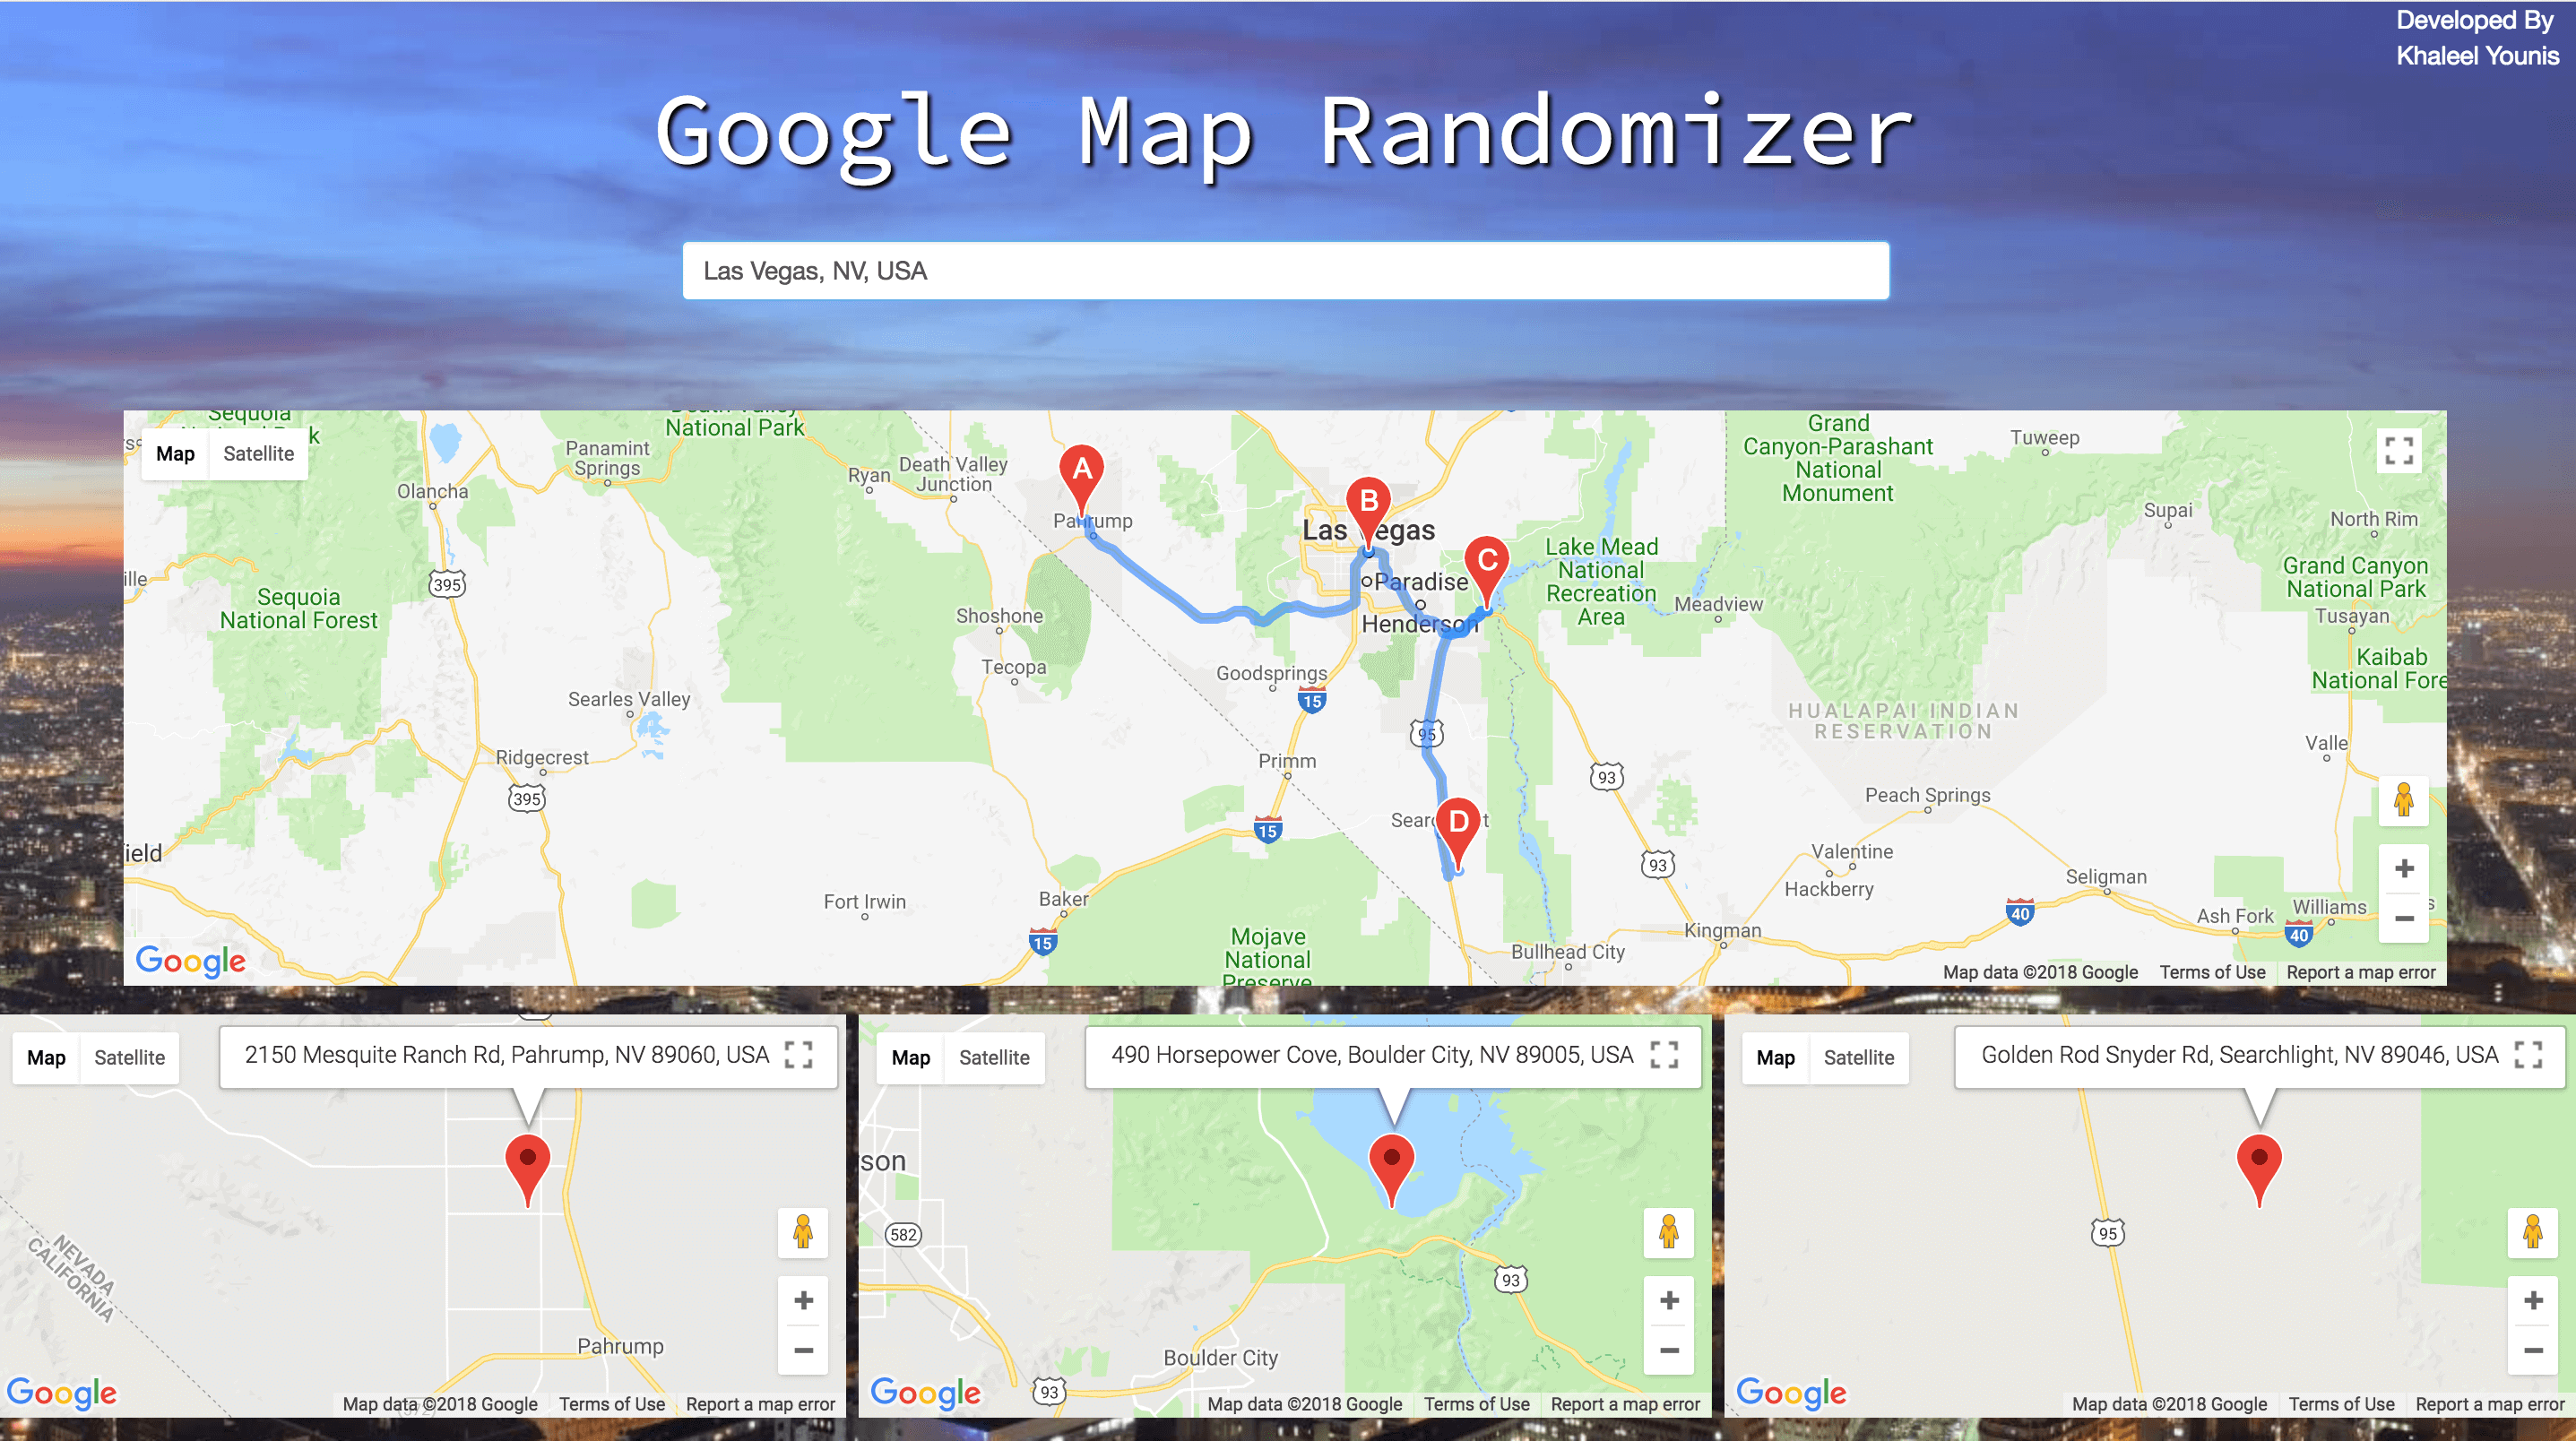 Developed By
Khaleel Younis
Google Map Randomizer
Las Vegas, NV, USA
Sequoia
National Park
Map
Satellite
Olancha
Panamint
Springs
Death Valley
National Park
Ryan
Death Valley
Junction
A
Pahrump
B
Las Vegas
C
Paradise
Henderson
Lake Mead
National
Recreation
Area
Meadview
Grand
Canyon-Parashant
National
Monument
Tuweep
Supai
North Rim
Grand Canyon
National Park
Tusayan
Kaibab
National Fore
Valle
395
ille
Sequoia
National Forest
Shoshone
Tecopa
Goodsprings
15
Searles Valley
Ridgecrest
395
Primm
15
95
93
HUALAPAI INDIAN
RESERVATION
Peach Springs
Sear
D
t
93
Valentine
Hackberry
Seligman
ield
Fort Irwin
Baker
15
Mojave
National
Preserve
Bullhead City
Kingman
40
Ash Fork
Williams
s
40
Google
Map data ©2018 Google
Terms of Use
Report a map error
Map
Satellite
2150 Mesquite Ranch Rd, Pahrump, NV 89060, USA
NEVADA
CALIFORNIA
Pahrump
Google
Map data ©2018 Google
Terms of Use
Report a map error
Map
Satellite
490 Horsepower Cove, Boulder City, NV 89005, USA
son
582
93
Boulder City
93
Google
Map data ©2018 Google
Terms of Use
Report a map error
Map
Satellite
Golden Rod Snyder Rd, Searchlight, NV 89046, USA
95
Google
Map data ©2018 Google
Terms of Use
Report a map error